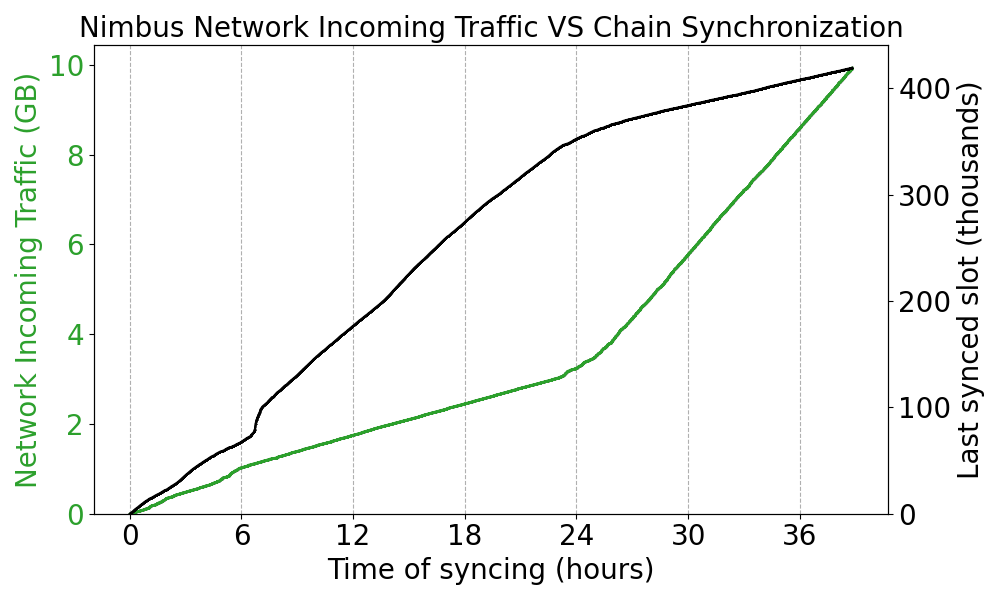 Nimbus Network Incoming Traffic VS Chain Synchronization
Network Incoming Traffic (GB)
10
8
6
4
2
0
400
300
200
100
0
Last synced slot (thousands)
0 6 12 18 24 30 36
Time of syncing (hours)